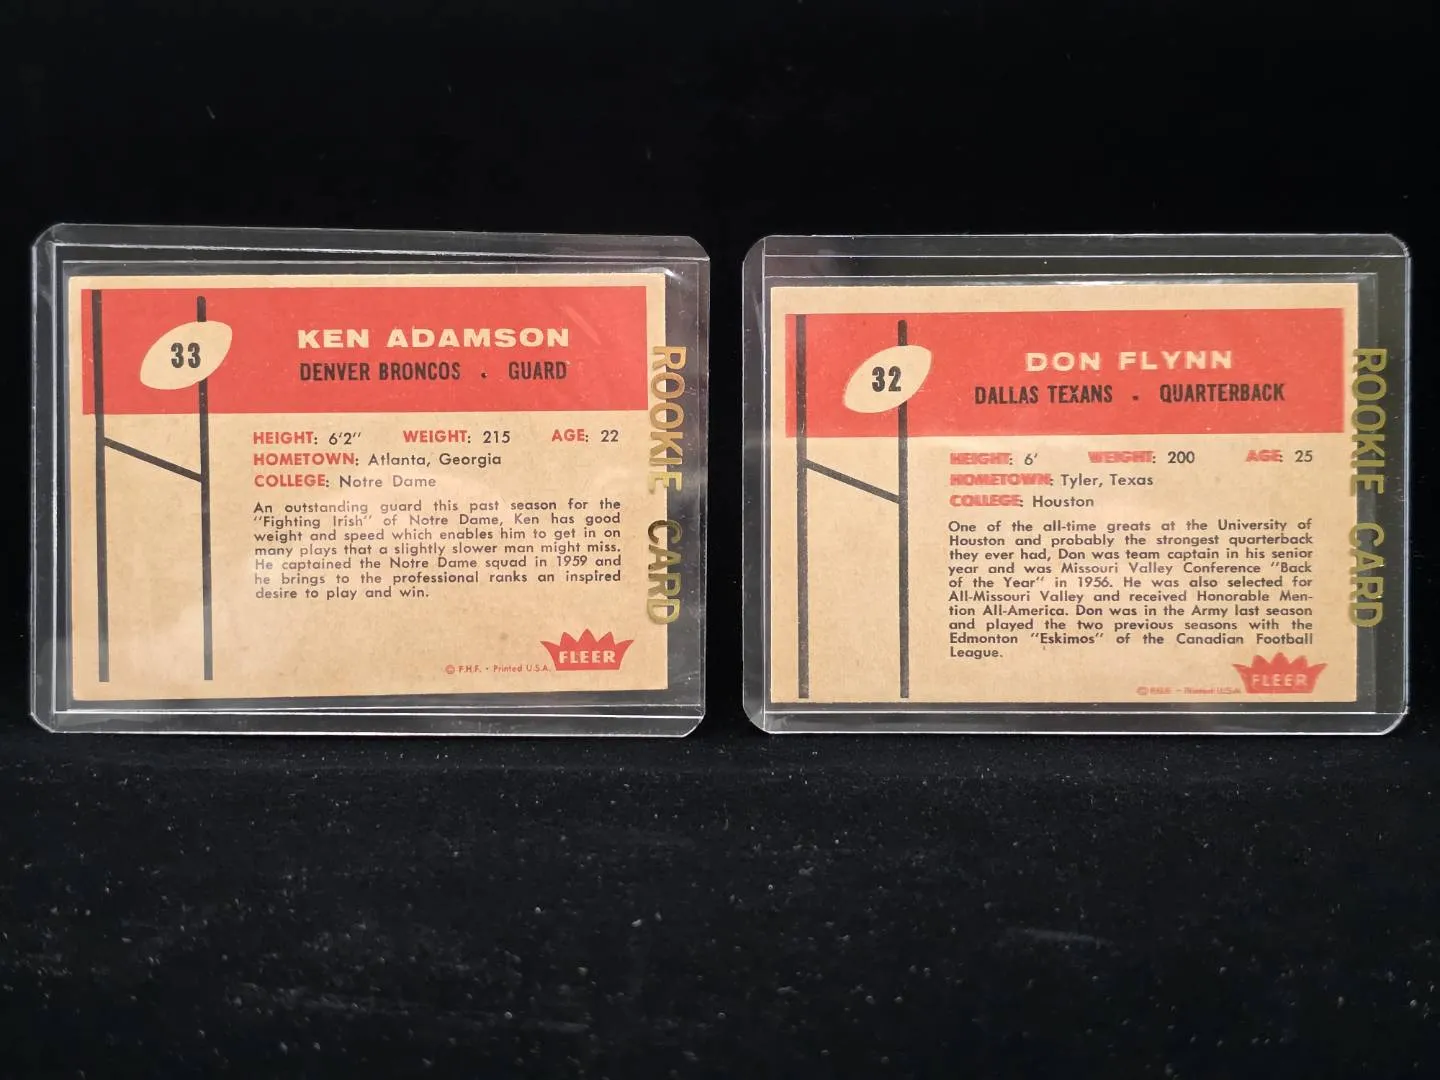 33
KEN ADAMSON
DENVER BRONCOS . GUARD
HEIGHT: 6'2" WEIGHT: 215 AGE: 22
HOMETOWN: Atlanta, Georgia
COLLEGE: Notre Dame
An outstanding guard this past season for the
"Fighting Irish" of Notre Dame, Ken has good
weight and speed which enables him to get in on
many plays that a slightly slower man might miss.
He captained the Notre Dame squad in 1959 and
he brings to the professional ranks an inspired
desire to play and win.
© F.H.F. • Printed U.S.A.
FLEER
ROOKIE CARD
32
DON FLYNN
DALLAS TEXANS . QUARTERBACK
HEIGHT: 6' WEIGHT: 200 AGE: 25
HOMETOWN: Tyler, Texas
COLLEGE: Houston
One of the all-time greats at the University of
Houston and probably the strongest quarterback
they ever had, Don was team captain in his senior
year and was Missouri Valley Conference "Back
of the Year" in 1956. He was also selected for
All-Missouri Valley and received Honorable Men-
tion All-America. Don was in the Army last season
and played the two previous seasons with the
Edmonton "Eskimos" of the Canadian Football
League.
Printed U.S.A.
FLEER
ROOKIE CARD